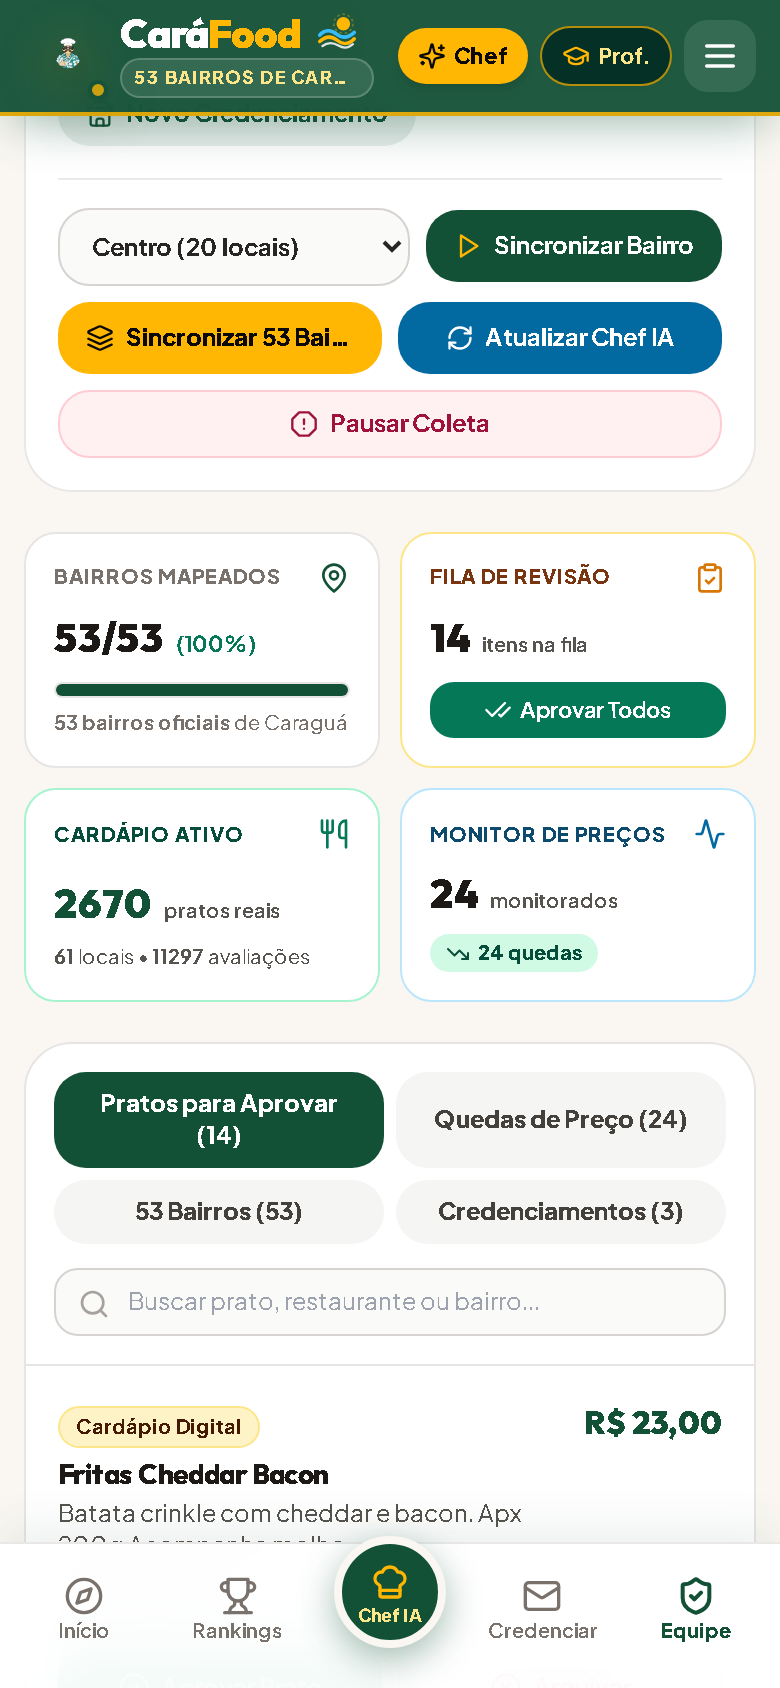 CaráFood
53 BAIRROS DE CAR...
Chef
Prof.
Novo Credenciamento
Centro (20 locais)
Sincronizar Bairro
Sincronizar 53 Bai...
Atualizar Chef IA
Pausar Coleta
BAIRROS MAPEADOS
53/53 (100%)
53 bairros oficiais de Caraguá
FILA DE REVISÃO
14 itens na fila
Aprovar Todos
CARDÁPIO ATIVO
2670 pratos reais
61 locais • 11297 avaliações
MONITOR DE PREÇOS
24 monitorados
24 quedas
Pratos para Aprovar
(14)
Quedas de Preço (24)
53 Bairros (53)
Credenciamentos (3)
Buscar prato, restaurante ou bairro...
Cardápio Digital
R$ 23,00
Fritas Cheddar Bacon
Batata crinkle com cheddar e bacon. Apx
Início
Rankings
Chef IA
Credenciar
Equipe